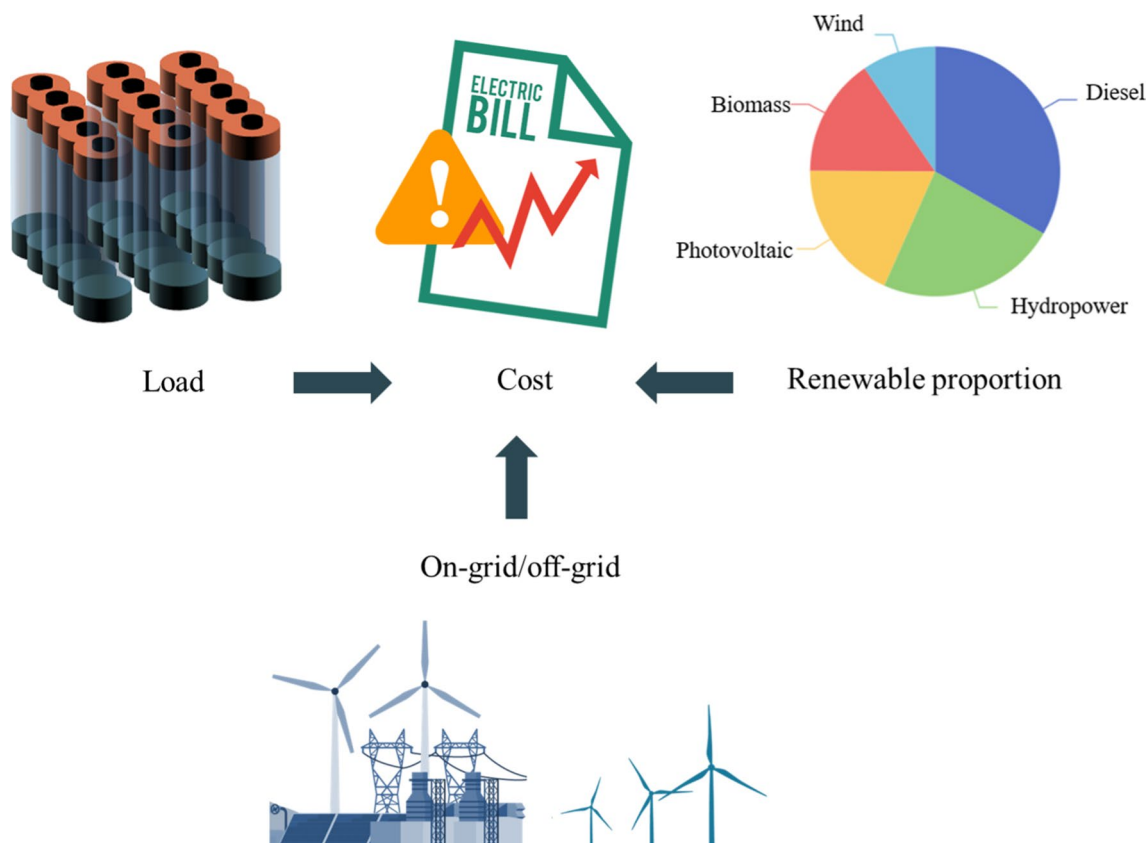 ELECTRIC
BILL
Wind
Diesel
Biomass
Photovoltaic
Hydropower
Load
Cost
Renewable proportion
On-grid/off-grid